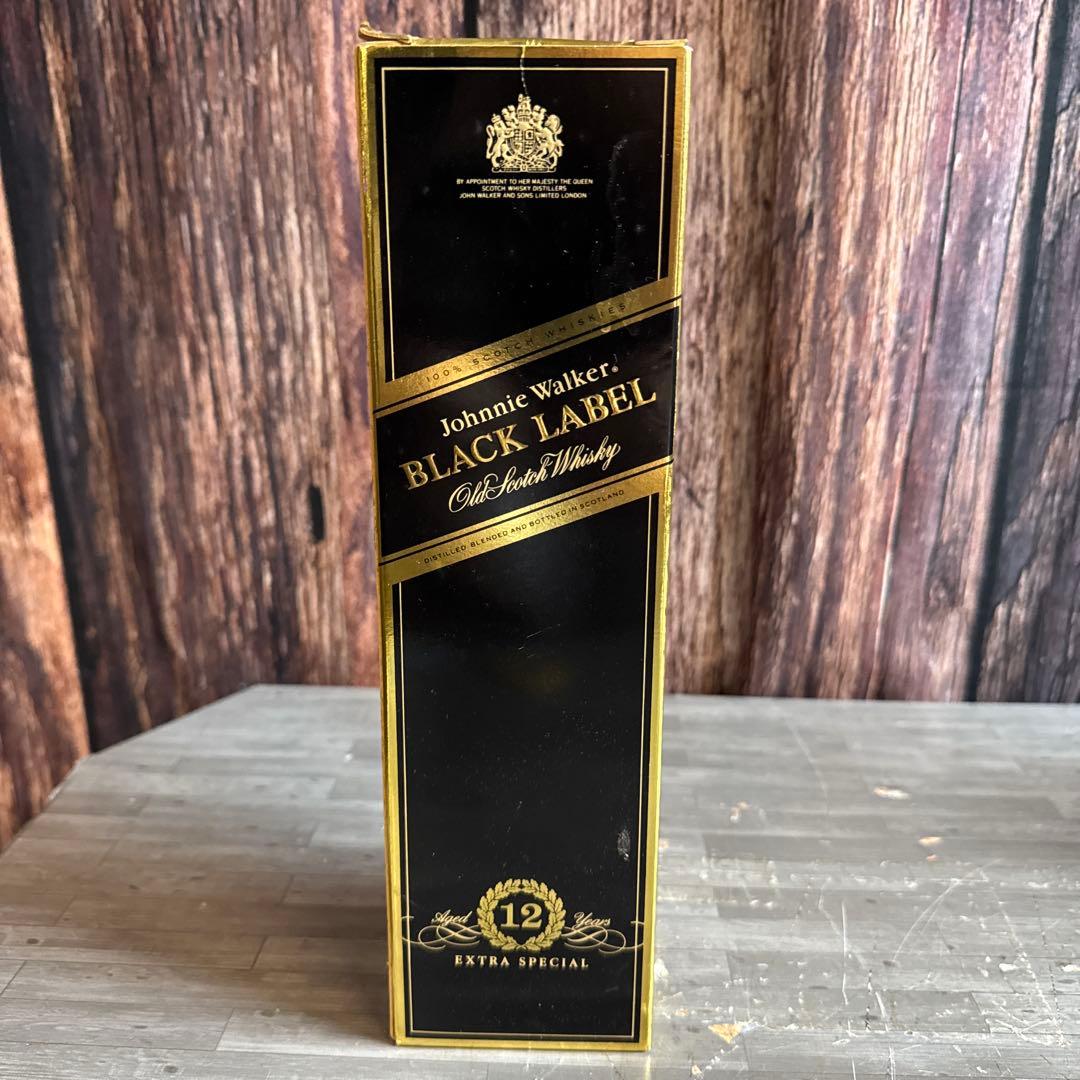 BY APPOINTMENT TO HER MAJESTY THE QUEEN
SCOTCH WHISKY DISTILLERS
JOHN WALKER AND SONS LIMITED LONDON
100% SCOTCH WHISKIES
Johnnie Walker®
BLACK LABEL
Old Scotch Whisky
DISTILLED BLENDED AND BOTTLED IN SCOTLAND
Aged 12 Years
EXTRA SPECIAL